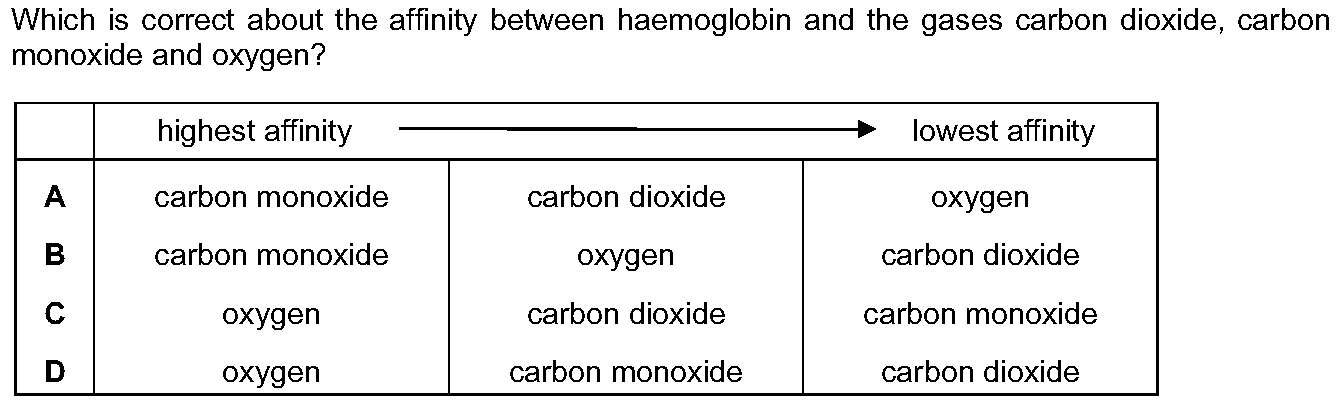 Which is correct about the affinity between haemoglobin and the gases carbon dioxide, carbon
monoxide and oxygen?
highest affinity lowest affinity
A carbon monoxide carbon dioxide oxygen
B carbon monoxide oxygen carbon dioxide
C oxygen carbon dioxide carbon monoxide
D oxygen carbon monoxide carbon dioxide